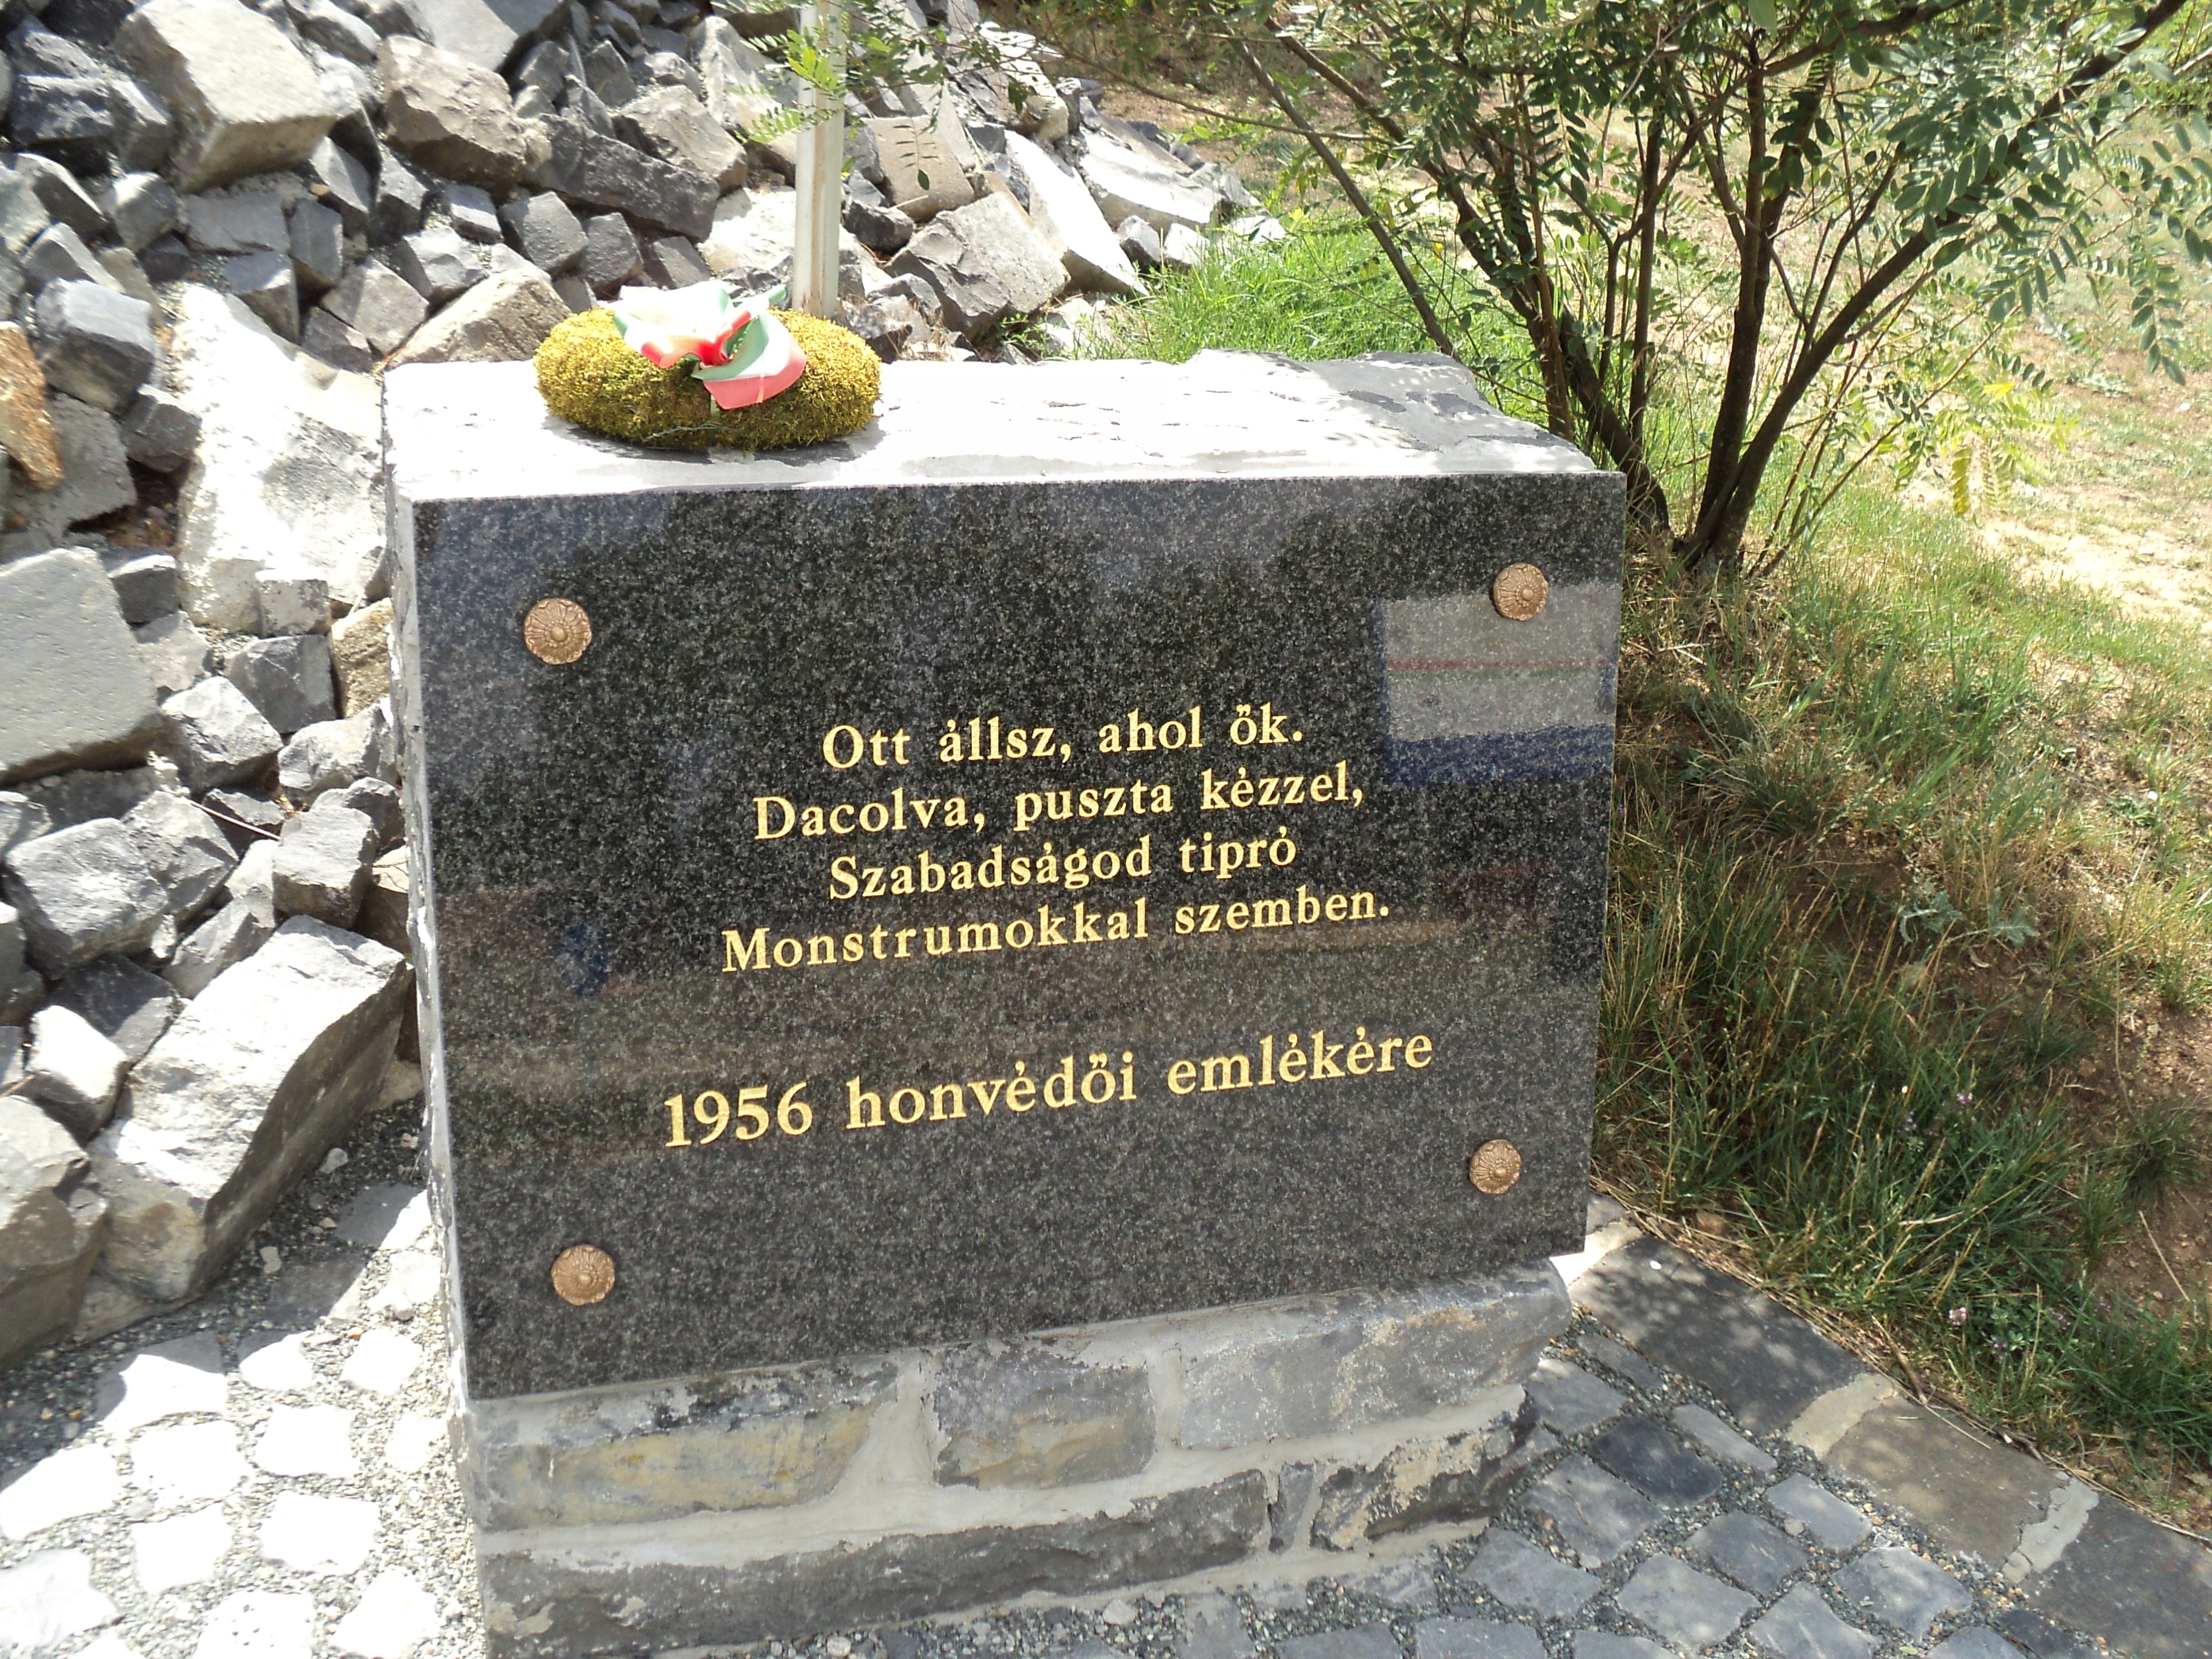 Ott állsz, ahol ők.
Dacolva, puszta kézzel,
Szabadságod tipró
Monstrumokkal szemben.
1956 honvédői emlékére